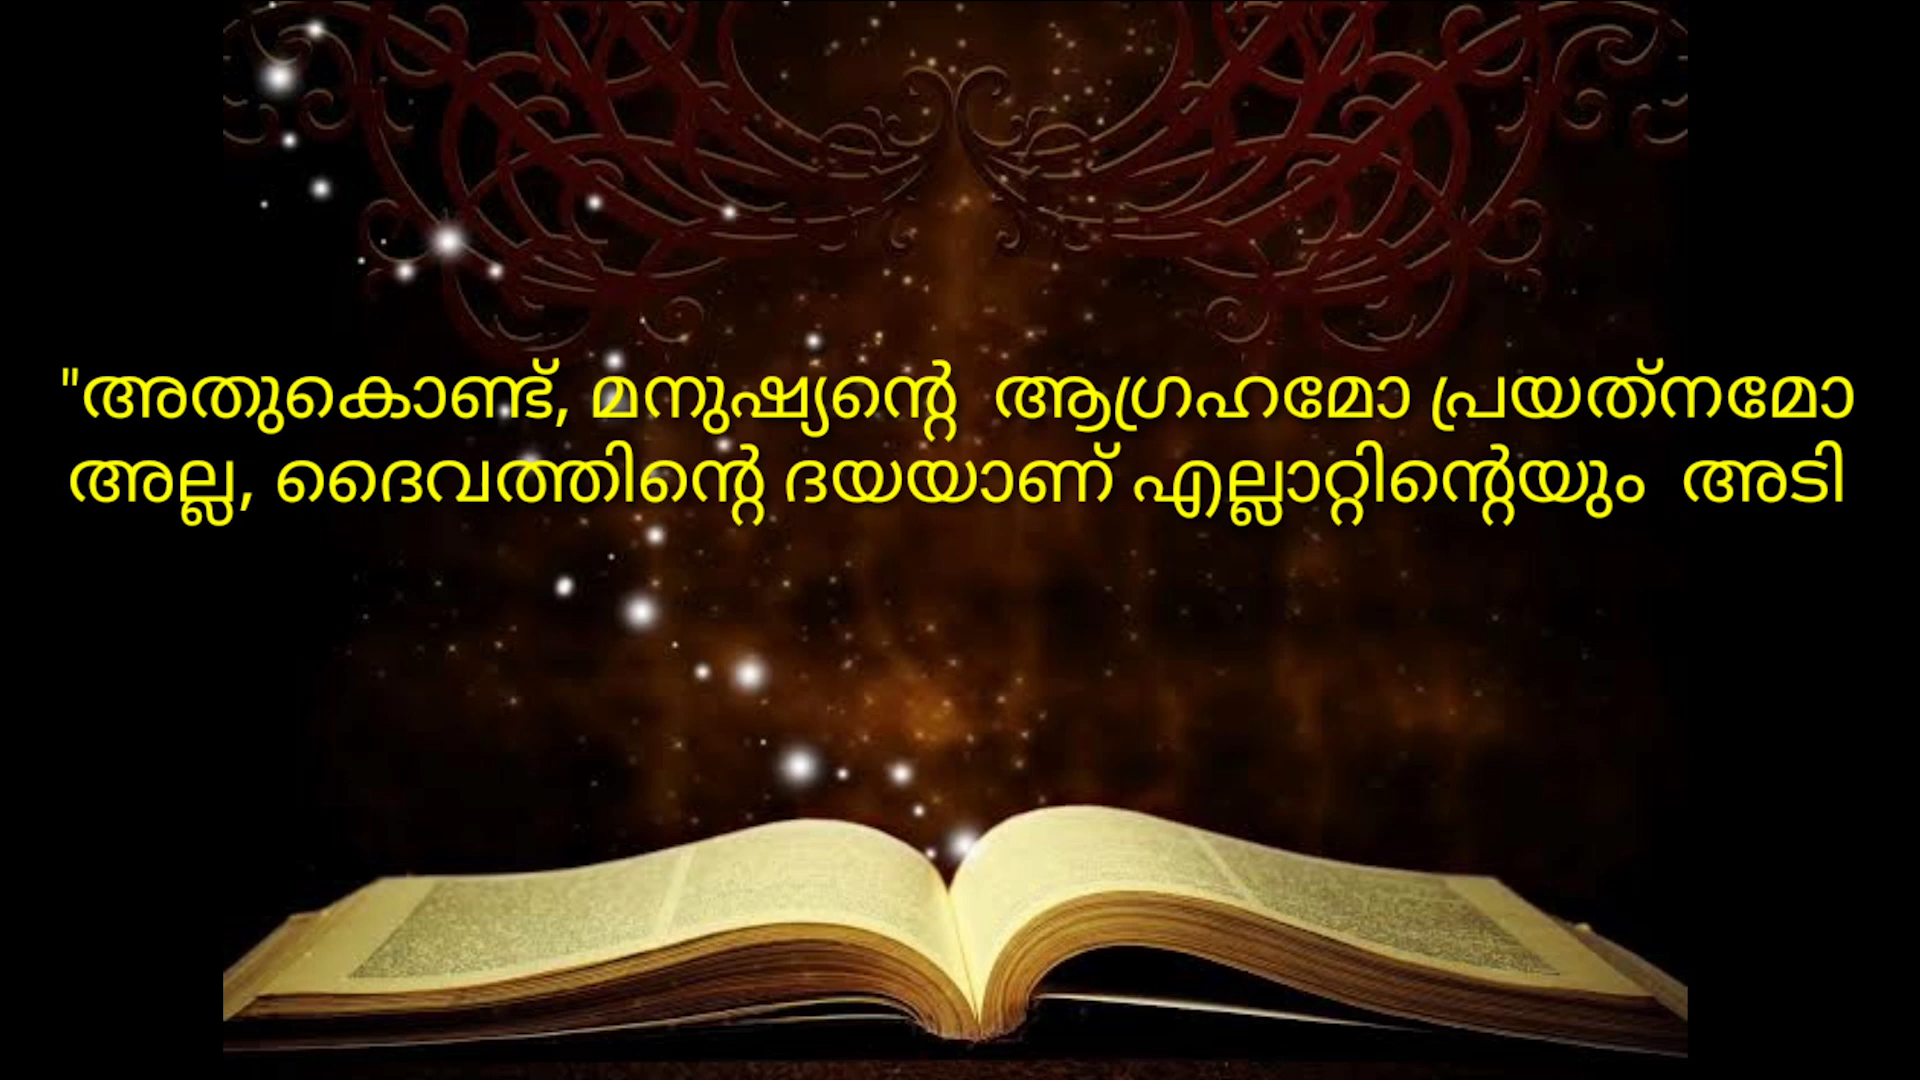 "അതുകൊണ്ട്, മനുഷ്യന്റെ ആഗ്രഹമോ പ്രയത്‌നമോ
അല്ല, ദൈവത്തിന്റെ ദയയാണ് എല്ലാറ്റിന്റെയും അടി